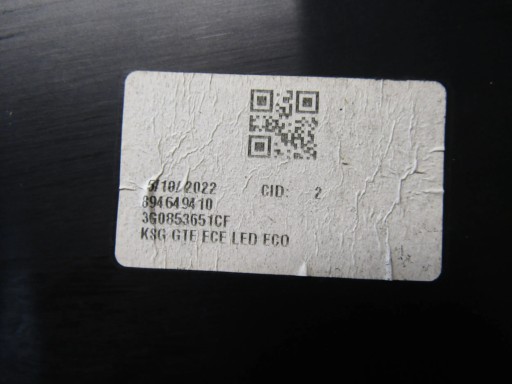 /10/2022 CID: 2
894649410
3G0853651CF
KSG GTE ECE LED ECO